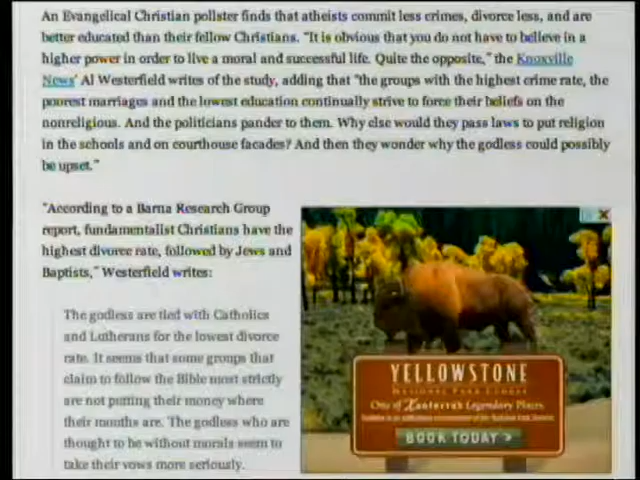 An Evangelical Christian pollster finds that atheists commit less crimes, divorce less, and are
better educated than their fellow Christians. "It is obvious that you do not have to believe in a
higher power in order to live a moral and successful life. Quite the opposite," the Knoxville
News' Al Westerfield writes of the study, adding that "the groups with the highest crime rate, the
poorest marriages and the lowest education continually strive to force their beliefs on the
nonreligious. And the politicians pander to them. Why else would they pass laws to put religion
in the schools and on courthouse facades? And then they wonder why the godless could possibly
be upset."
"According to a Barna Research Group
report, fundamentalist Christians have the
highest divorce rate, followed by Jews and
Baptists," Westerfield writes:
The godless are tied with Catholics
and Lutherans for the lowest divorce
rate. It seems that some groups that
claim to follow the Bible most strictly
are not putting their money where
their mouths are. The godless who are
thought to be without morals seem to
take their vows more seriously.
YELLOWSTONE
NATIONAL PARK LODGES
One of Xanterra's Legendary Places.
BOOK TODAY >